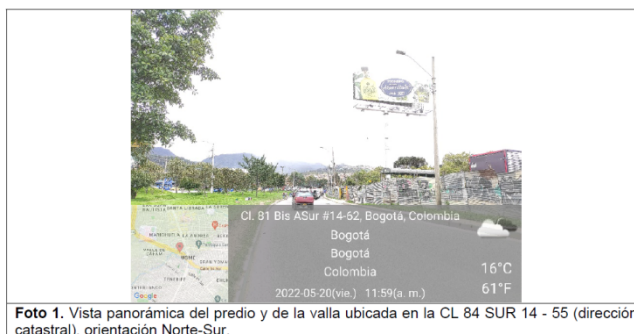 CL 81 Bis ASur #14-62, Bogotá, Colombia
Bogotá
Bogotá
Colombia
16°C
2022-05-20(vie.) 11:59(a. m.)
61°F
Google
Foto 1. Vista panorámica del predio y de la valla ubicada en la CL 84 SUR 14 - 55 (dirección
catastral), orientación Norte-Sur.